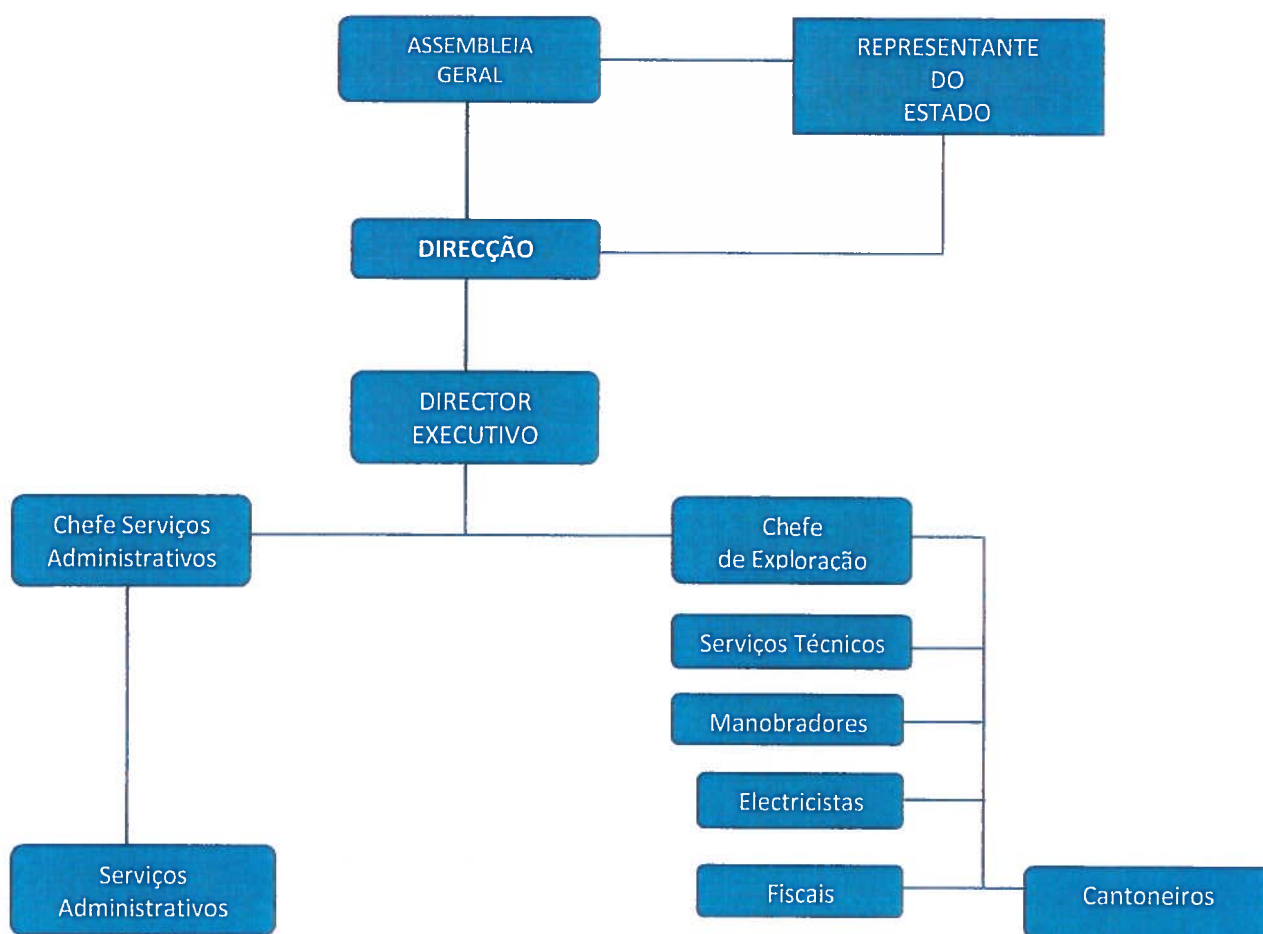 ASSEMBLEIA
GERAL
REPRESENTANTE
DO
ESTADO
DIRECÇÃO
DIRECTOR
EXECUTIVO
Chefe Serviços
Administrativos
Chefe
de Exploração
Serviços Técnicos
Manobradores
Electricistas
Serviços
Administrativos
Fiscais
Cantoneiros